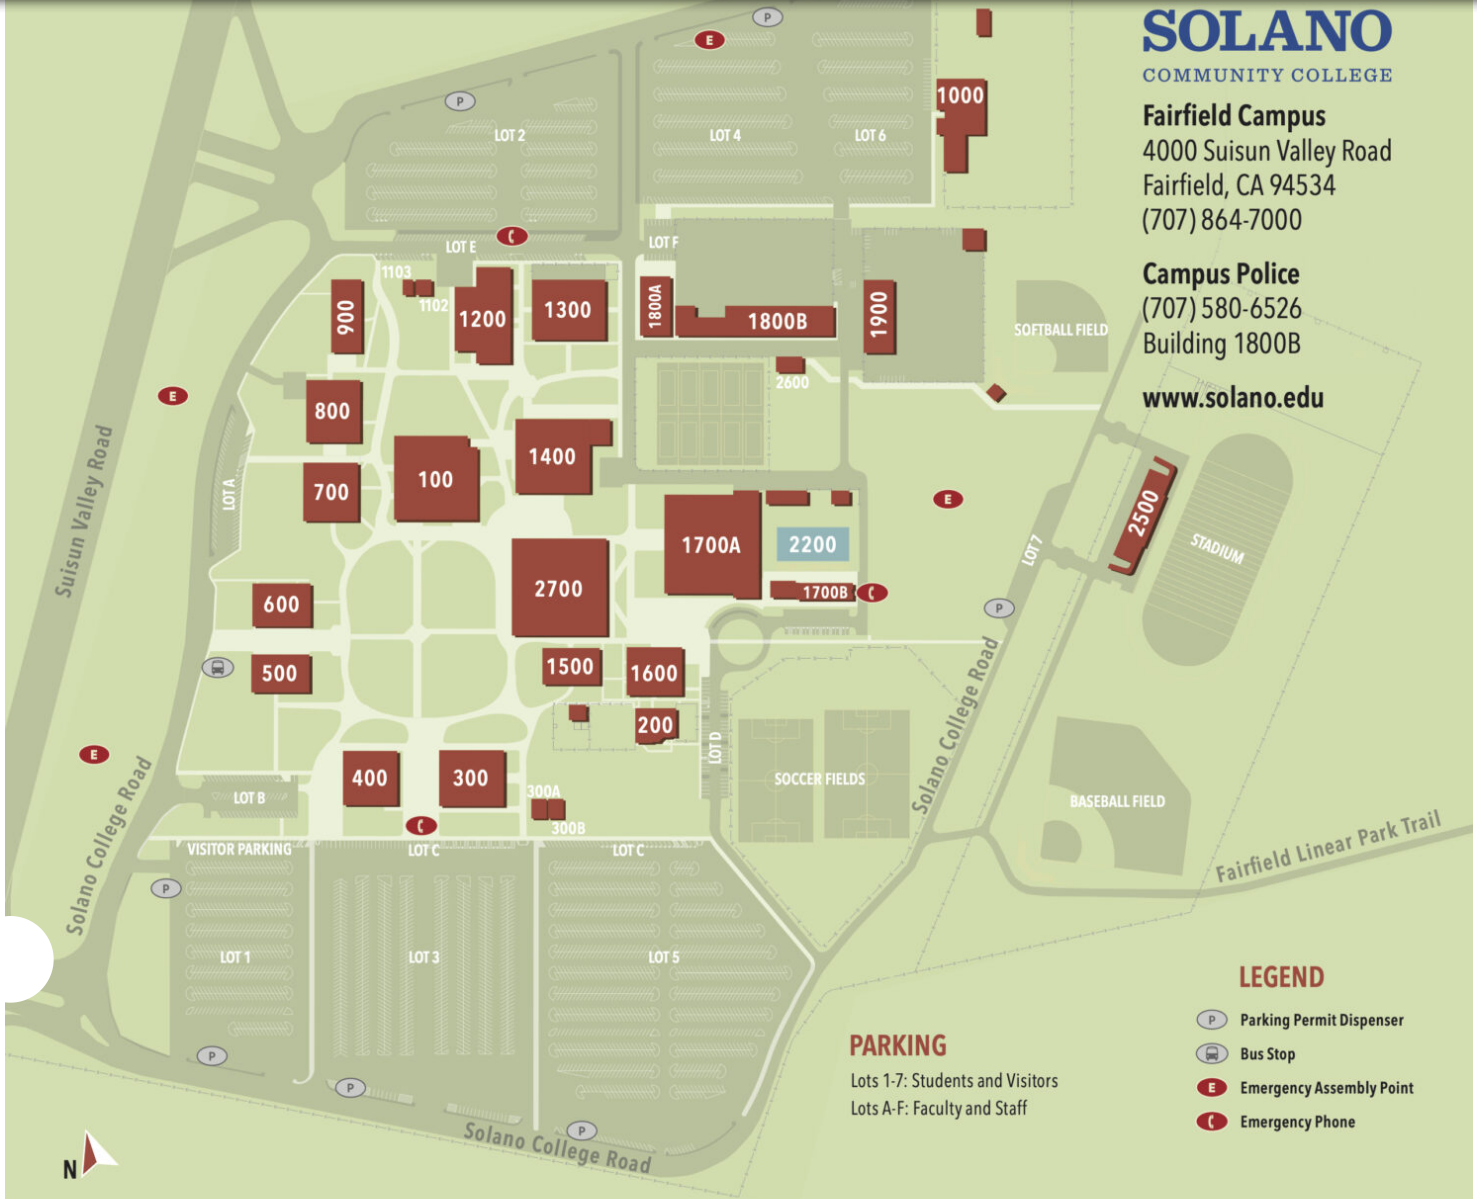 SOLANO
COMMUNITY COLLEGE
Fairfield Campus
4000 Suisun Valley Road
Fairfield, CA 94534
(707) 864-7000
Campus Police
(707) 580-6526
Building 1800B
www.solano.edu
P
E
P
LOT 2
LOT 4
LOT 6
1000
LOT E
LOT F
1103
1102
900
1200
1300
1800A
1800B
1900
SOFTBALL FIELD
2600
E
800
1400
100
700
LOT A
Suisun Valley Road
E
2500
STADIUM
1700A
2200
LOT 7
2700
1700B
600
P
500
1500
1600
200
LOT D
E
400
300
300A
300B
LOT B
SOCCER FIELDS
Solano College Road
BASEBALL FIELD
Solano College Road
Fairfield Linear Park Trail
VISITOR PARKING
LOT C
LOT C
P
LOT 1
LOT 3
LOT 5
P
P
P
Solano College Road
N
PARKING
Lots 1-7: Students and Visitors
Lots A-F: Faculty and Staff
LEGEND
P Parking Permit Dispenser
Bus Stop
E Emergency Assembly Point
Emergency Phone